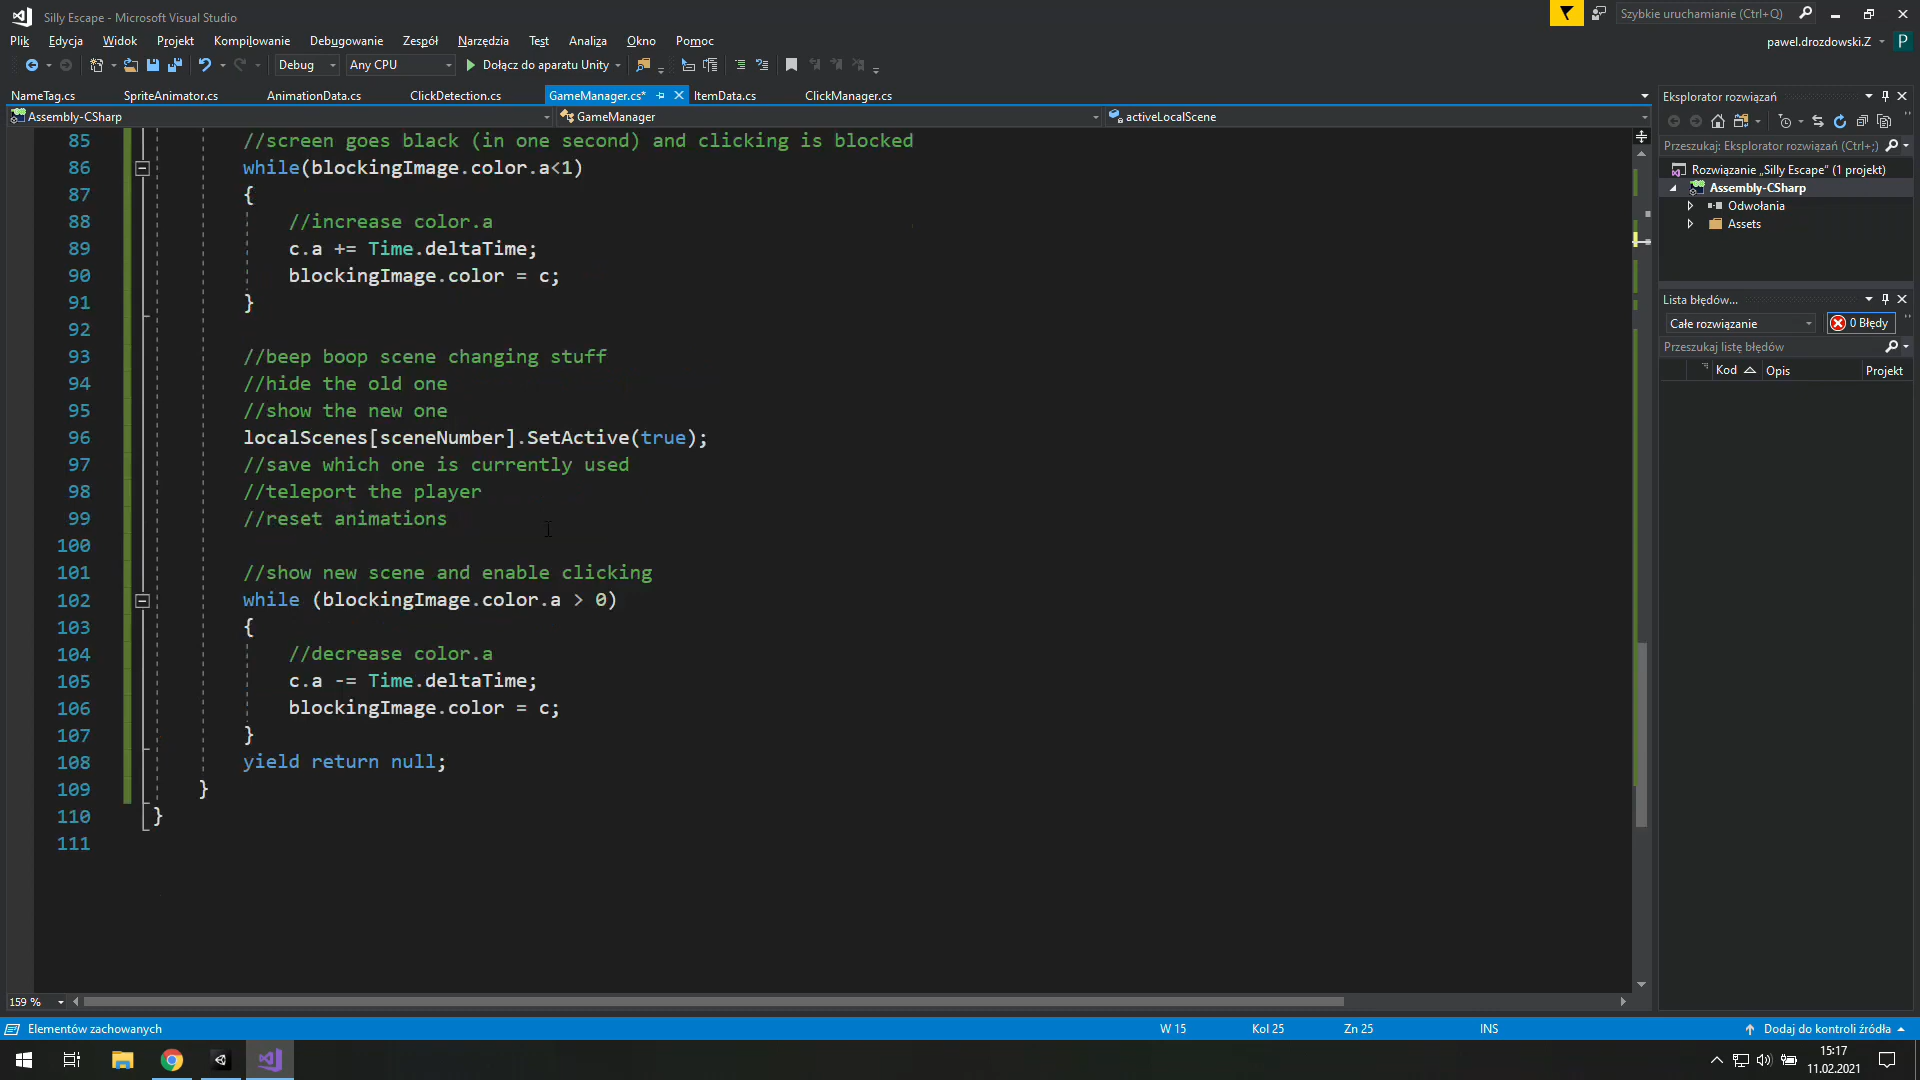 Silly Escape - Microsoft Visual Studio
Szybkie uruchamianie (Ctrl+Q)
Plik Edycja Widok Projekt Kompilowanie Debugowanie Zespół Narzędzia Test Analiza Okno Pomoc
pawel.drozdowski.Z P
Debug Any CPU Dołącz do aparatu Unity
NameTag.cs SpriteAnimator.cs AnimationData.cs ClickDetection.cs GameManager.cs* ItemData.cs ClickManager.cs
Assembly-CSharp GameManager activeLocalScene
85 //screen goes black (in one second) and clicking is blocked
86 while(blockingImage.color.a<1)
87 {
88 //increase color.a
89 c.a += Time.deltaTime;
90 blockingImage.color = c;
91 }
92
93 //beep boop scene changing stuff
94 //hide the old one
95 //show the new one
96 localScenes[sceneNumber].SetActive(true);
97 //save which one is currently used
98 //teleport the player
99 //reset animations
100
101 //show new scene and enable clicking
102 while (blockingImage.color.a > 0)
103 {
104 //decrease color.a
105 c.a -= Time.deltaTime;
106 blockingImage.color = c;
107 }
108 yield return null;
109 }
110 }
111
Eksplorator rozwiązań
Przeszukaj: Eksplorator rozwiązań (Ctrl+;)
Rozwiązanie „Silly Escape" (1 projekt)
Assembly-CSharp
Odwołania
Assets
Lista błędów...
Całe rozwiązanie 0 Błędy
Przeszukaj listę błędów
Kod Opis Projekt
159 %
Elementów zachowanych W 15 Kol 25 Zn 25 INS Dodaj do kontroli źródła
15:17
11.02.2021